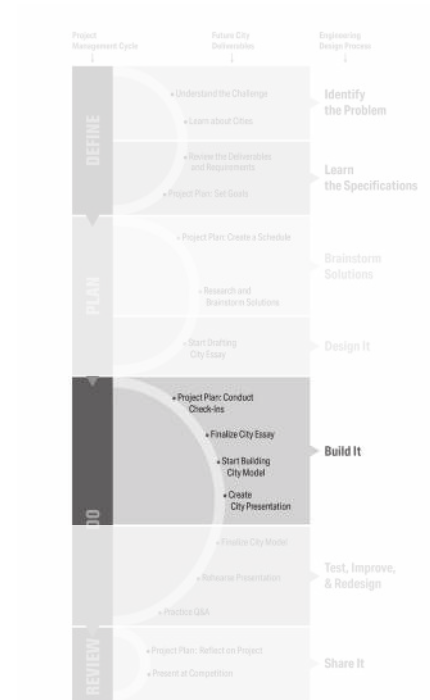 Project
Management Cycle
Future City
Deliverables
Engineering
Design Process
DEFINE
• Understand the Challenge
• Learn about Cities
Identify
the Problem
• Review the Deliverables
and Requirements
• Project Plan: Set Goals
Learn
the Specifications
PLAN
• Project Plan: Create a Schedule
• Research and
Brainstorm Solutions
Brainstorm
Solutions
• Start Drafting
City Essay
Design It
DO
• Project Plan: Conduct
Check-Ins
• Finalize City Essay
• Start Building
City Model
• Create
City Presentation
Build It
• Finalize City Model
• Rehearse Presentation
• Practice Q&A
Test, Improve,
& Redesign
REVIEW
• Project Plan: Reflect on Project
• Present at Competition
Share It